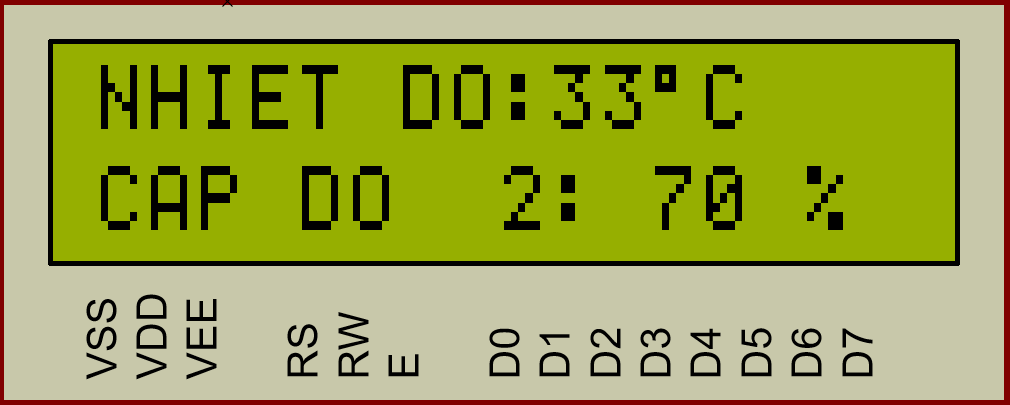 NHIET DO:33°C
CAP DO  2: 70 %
VSS VDD VEE RS RW E D0 D1 D2 D3 D4 D5 D6 D7